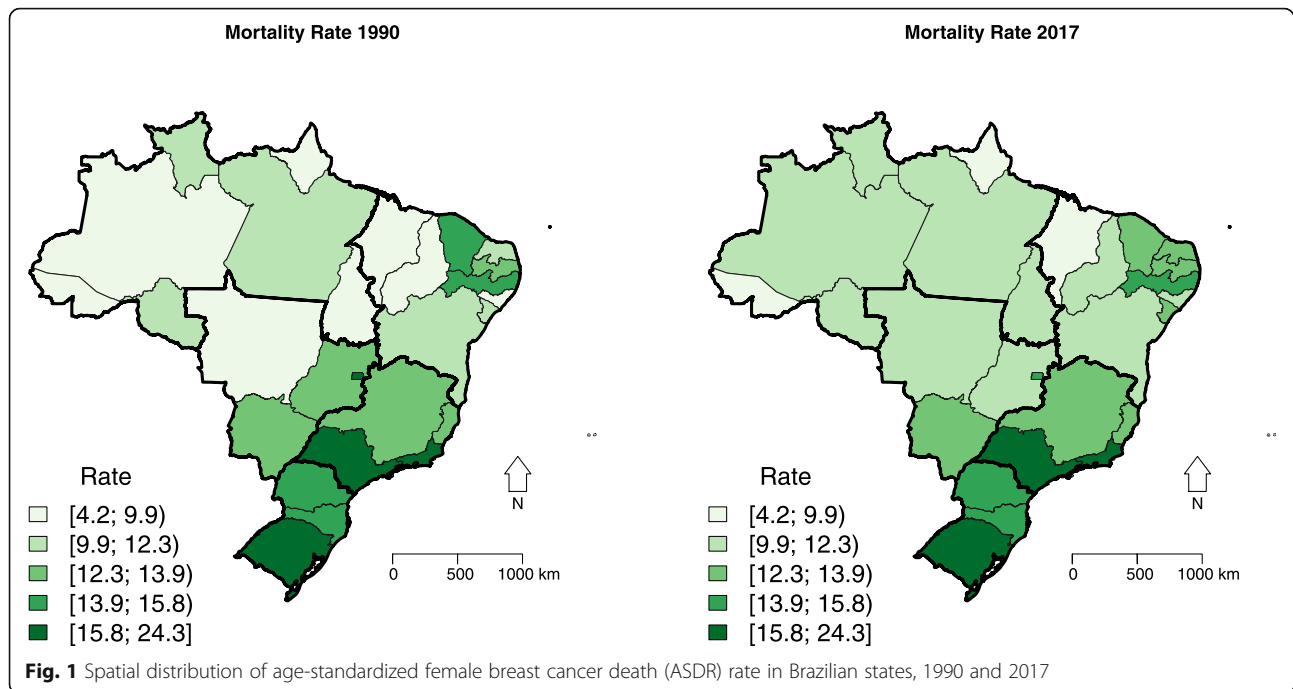 Mortality Rate 1990
Rate
[4.2; 9.9)
[9.9; 12.3)
[12.3; 13.9)
[13.9; 15.8)
[15.8; 24.3]
N
0 500 1000 km
Mortality Rate 2017
Rate
[4.2; 9.9)
[9.9; 12.3)
[12.3; 13.9)
[13.9; 15.8)
[15.8; 24.3]
N
0 500 1000 km
Fig. 1 Spatial distribution of age-standardized female breast cancer death (ASDR) rate in Brazilian states, 1990 and 2017